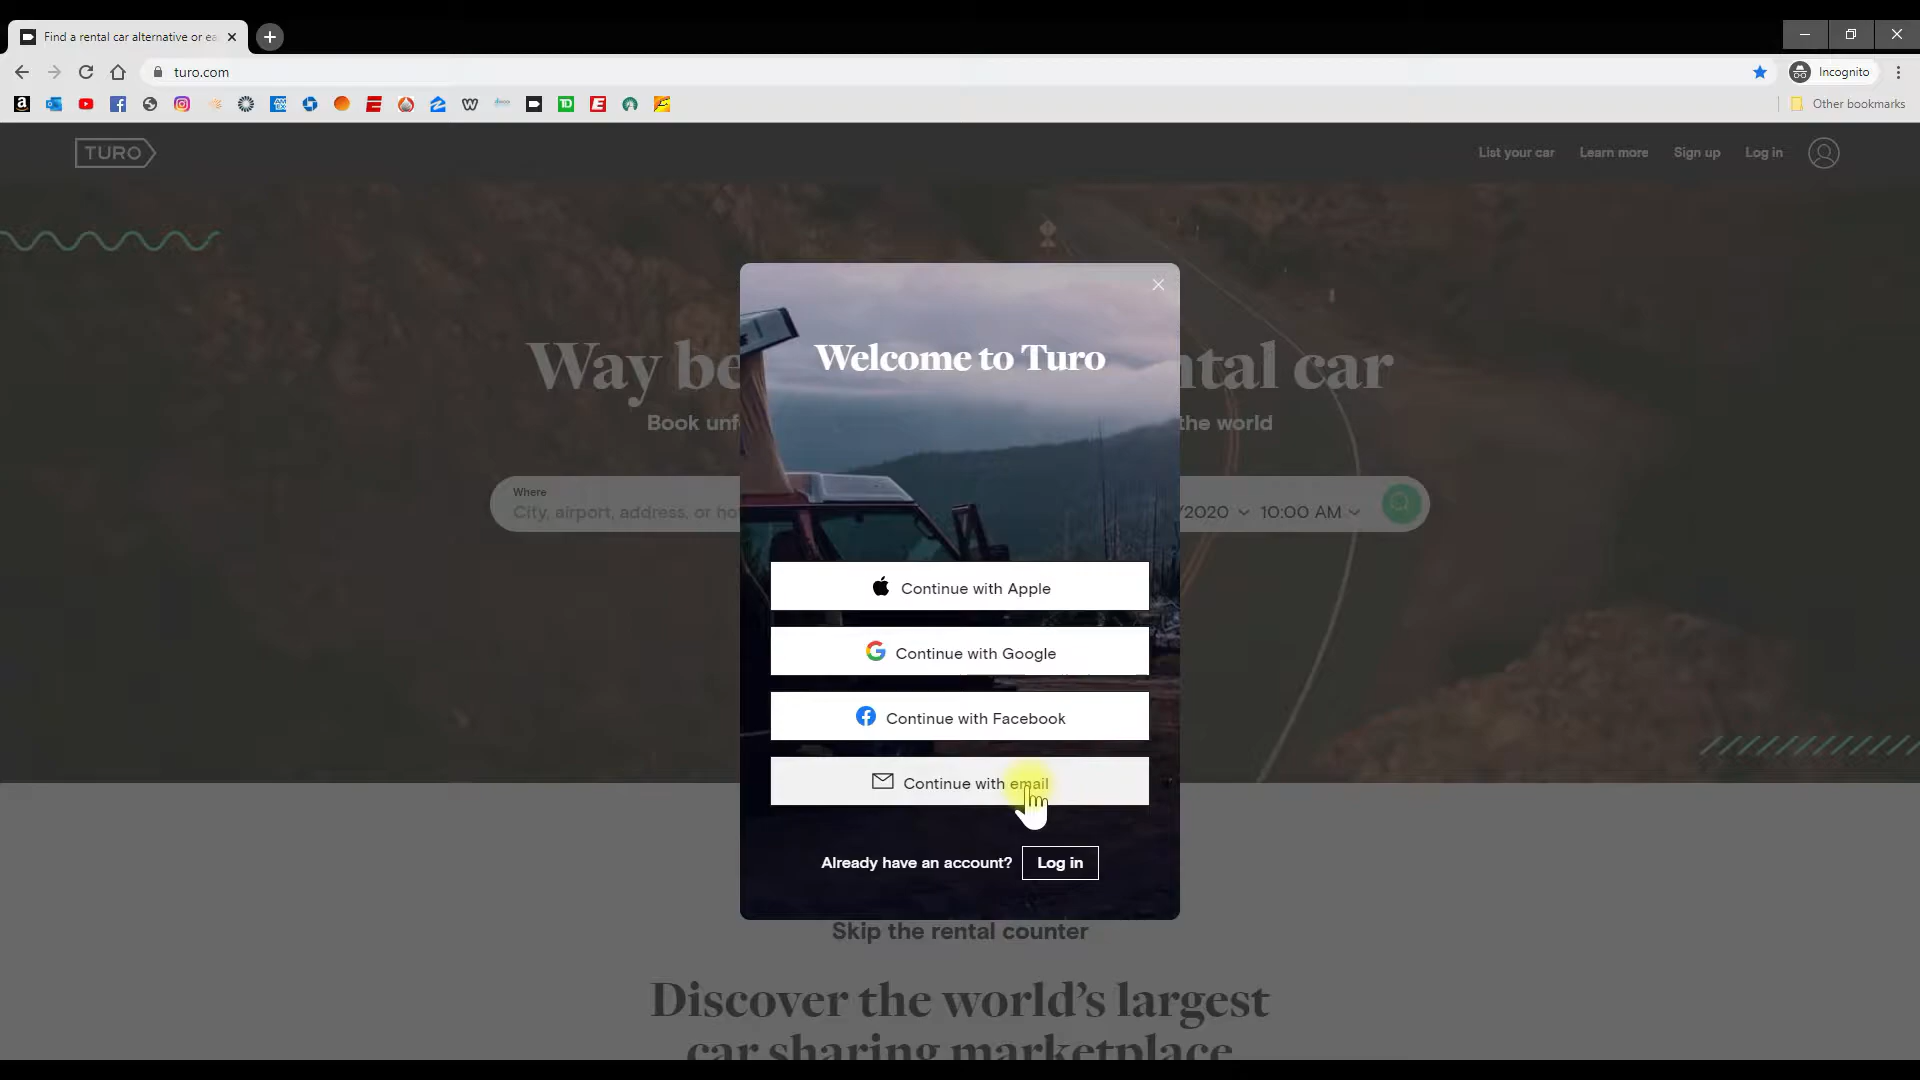 Find a rental car alternative or ea
turo.com
Incognito
Other bookmarks
TURO
List your car
Learn more
Sign up
Log in
Way be
ntal car
Book unf
the world
Where
City, airport, address, or ho
/2020
10:00 AM
Welcome to Turo
Continue with Apple
Continue with Google
Continue with Facebook
Continue with email
Already have an account?
Log in
Skip the rental counter
Discover the world's largest
car sharing marketplace